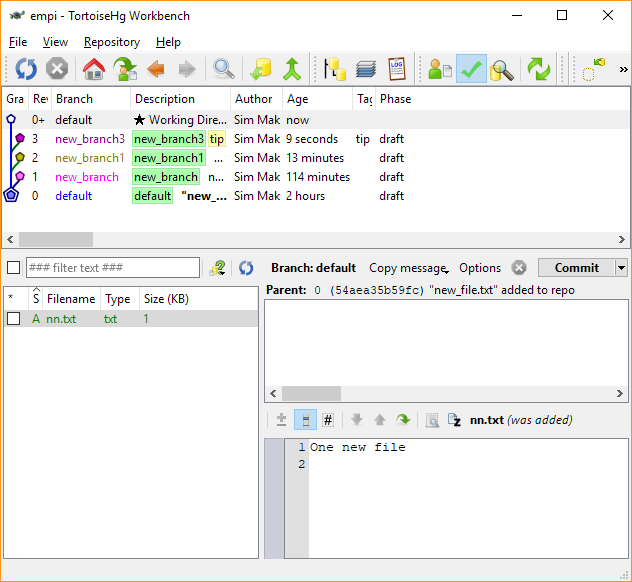 empi - TortoiseHg Workbench
File View Repository Help
LOG »
Gra Rev Branch Description Author Age Tag Phase
0+ default ★ Working Dire... Sim Mak now
3 new_branch3 new_branch3 tip Sim Mak 9 seconds tip draft
2 new_branch1 new_branch1 ... Sim Mak 13 minutes draft
1 new_branch new_branch n... Sim Mak 114 minutes draft
0 default default "new_... Sim Mak 2 hours draft
### filter text ### Branch: default Copy message Options Commit
Parent: 0 (54aea35b59fc) "new_file.txt" added to repo
* S Filename Type Size (KB)
A nn.txt txt 1
# nn.txt (was added)
1 One new file
2